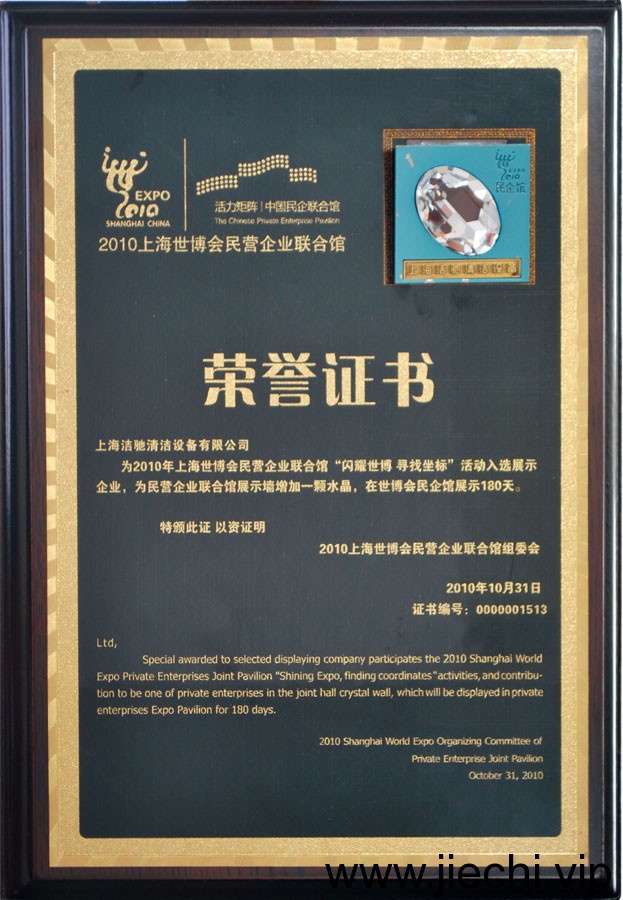 EXPO
2010
SHANGHAI CHINA
活力矩阵|中国民企联合馆
The Chinese Private Enterprise Pavilion
2010上海世博会民营企业联合馆
2010
民企馆
荣誉证书
上海洁驰清洁设备有限公司
为2010年上海世博会民营企业联合馆“闪耀世博 寻找坐标”活动入选展示
企业，为民营企业联合馆展示墙增加一颗水晶，在世博会民企馆展示180天。
特颁此证 以资证明
2010上海世博会民营企业联合馆组委会
2010年10月31日
证书编号：0000001513
Ltd,
Special awarded to selected displaying company participates the 2010 Shanghai World
Expo Private Enterprises Joint Pavilion "Shining Expo, finding coordinates"activities, and contribu-
tion to be one of private enterprises in the joint hall crystal wall, which will be displayed in private
enterprises Expo Pavilion for 180 days.
2010 Shanghai World Expo Organizing Committee of
Private Enterprise Joint Pavilion
October 31, 2010
www.jiechi.vip